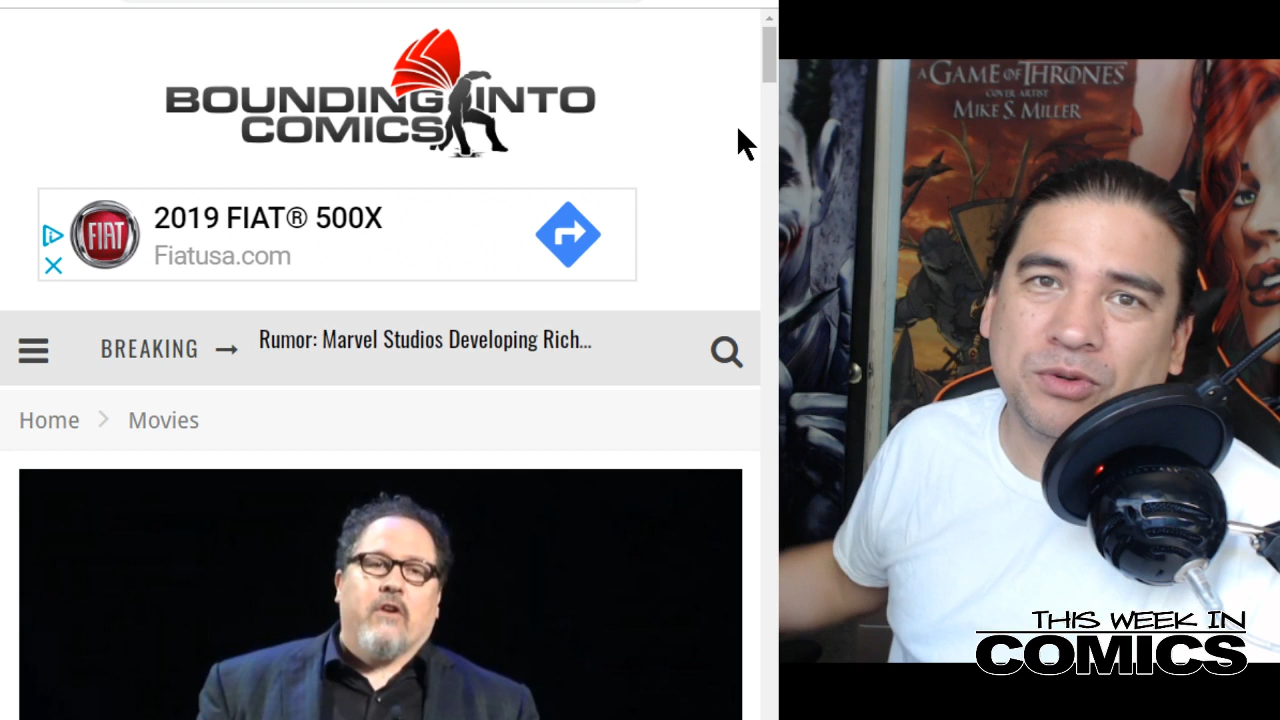 BOUNDING INTO
COMICS
FIAT
2019 FIAT® 500X
Fiatusa.com
BREAKING → Rumor: Marvel Studios Developing Rich...
Home > Movies
A GAME OF THRONES
COVER ARTIST
MIKE S. MILLER
THIS WEEK IN
COMICS